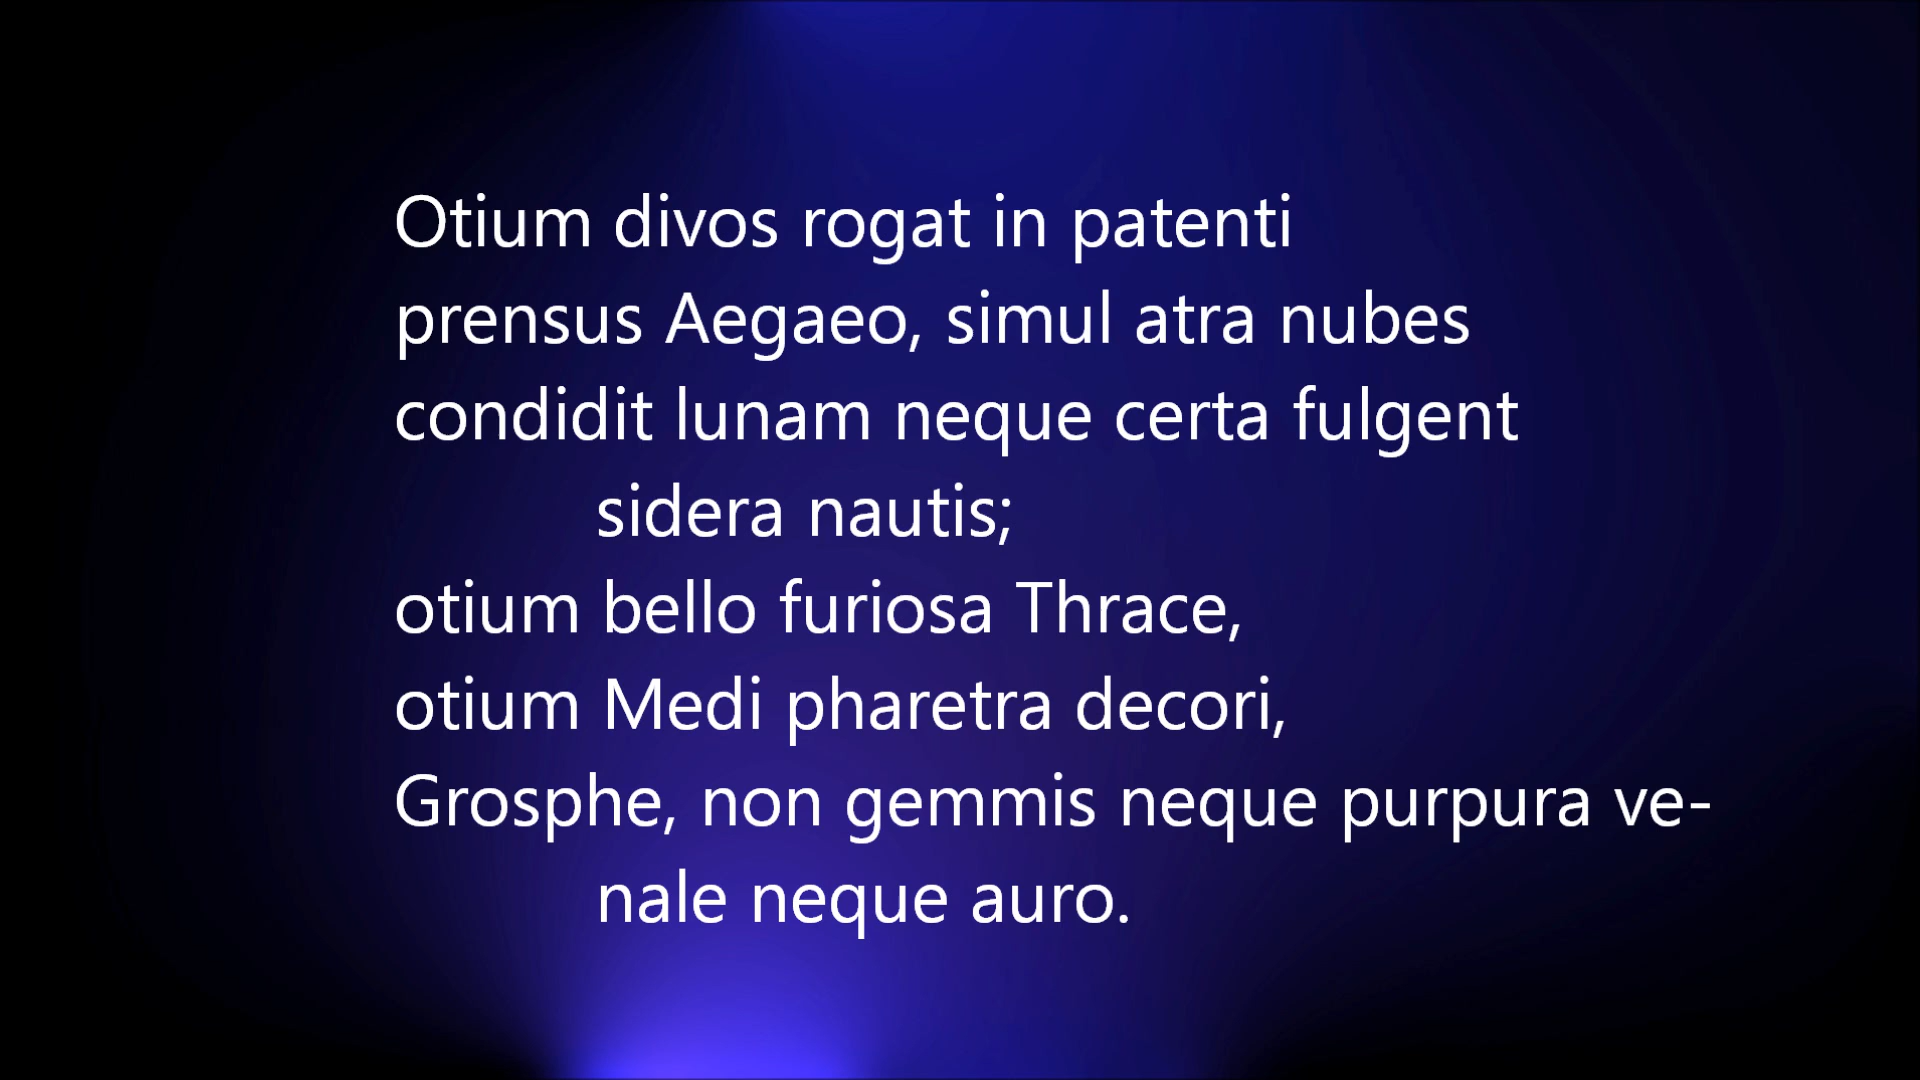 Otium divos rogat in patenti
prensus Aegaeo, simul atra nubes
condidit lunam neque certa fulgent
sidera nautis;
otium bello furiosa Thrace,
otium Medi pharetra decori,
Grosphe, non gemmis neque purpura ve-
nale neque auro.